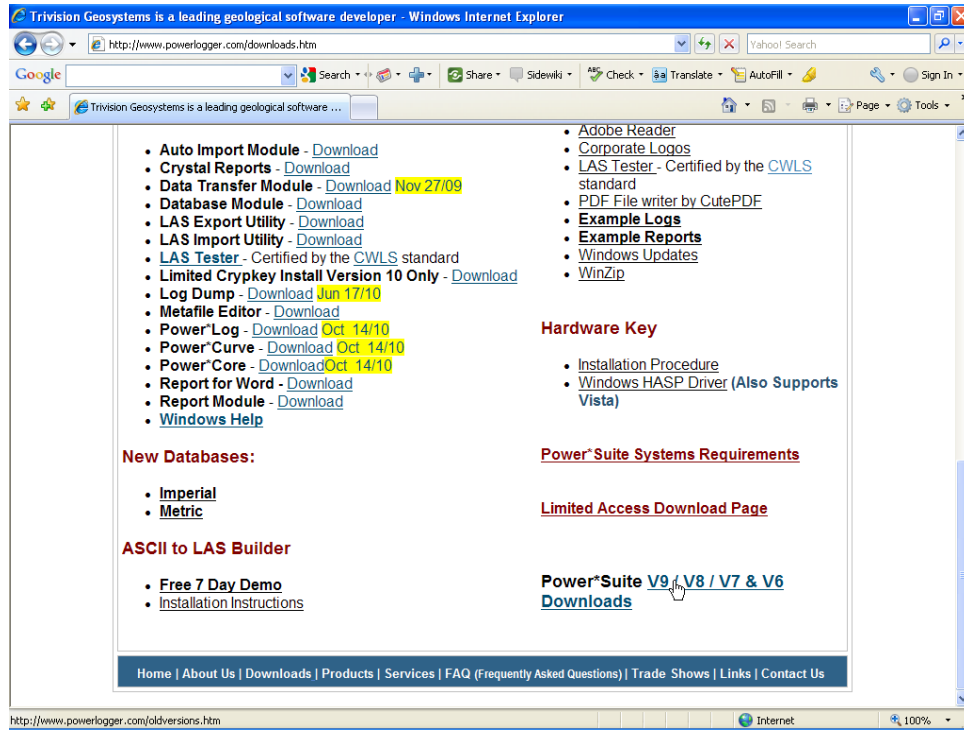 Trivision Geosystems is a leading geological software developer - Windows Internet Explorer
http://www.powerlogger.com/downloads.htm
Yahoo! Search
Google
Search
Share
Sidewiki
Check
Translate
AutoFill
Sign In
Trivision Geosystems is a leading geological software ...
Page
Tools
Auto Import Module - Download
Crystal Reports - Download
Data Transfer Module - Download Nov 27/09
Database Module - Download
LAS Export Utility - Download
LAS Import Utility - Download
LAS Tester - Certified by the CWLS standard
Limited Crypkey Install Version 10 Only - Download
Log Dump - Download Jun 17/10
Metafile Editor - Download
Power*Log - Download Oct 14/10
Power*Curve - Download Oct 14/10
Power*Core - DownloadOct 14/10
Report for Word - Download
Report Module - Download
Windows Help
New Databases:
Imperial
Metric
ASCII to LAS Builder
Free 7 Day Demo
Installation Instructions
Adobe Reader
Corporate Logos
LAS Tester - Certified by the CWLS
standard
PDF File writer by CutePDF
Example Logs
Example Reports
Windows Updates
WinZip
Hardware Key
Installation Procedure
Windows HASP Driver (Also Supports
Vista)
Power*Suite Systems Requirements
Limited Access Download Page
Power*Suite V9 / V8 / V7 & V6
Downloads
Home | About Us | Downloads | Products | Services | FAQ (Frequently Asked Questions) | Trade Shows | Links | Contact Us
http://www.powerlogger.com/oldversions.htm
Internet
100%